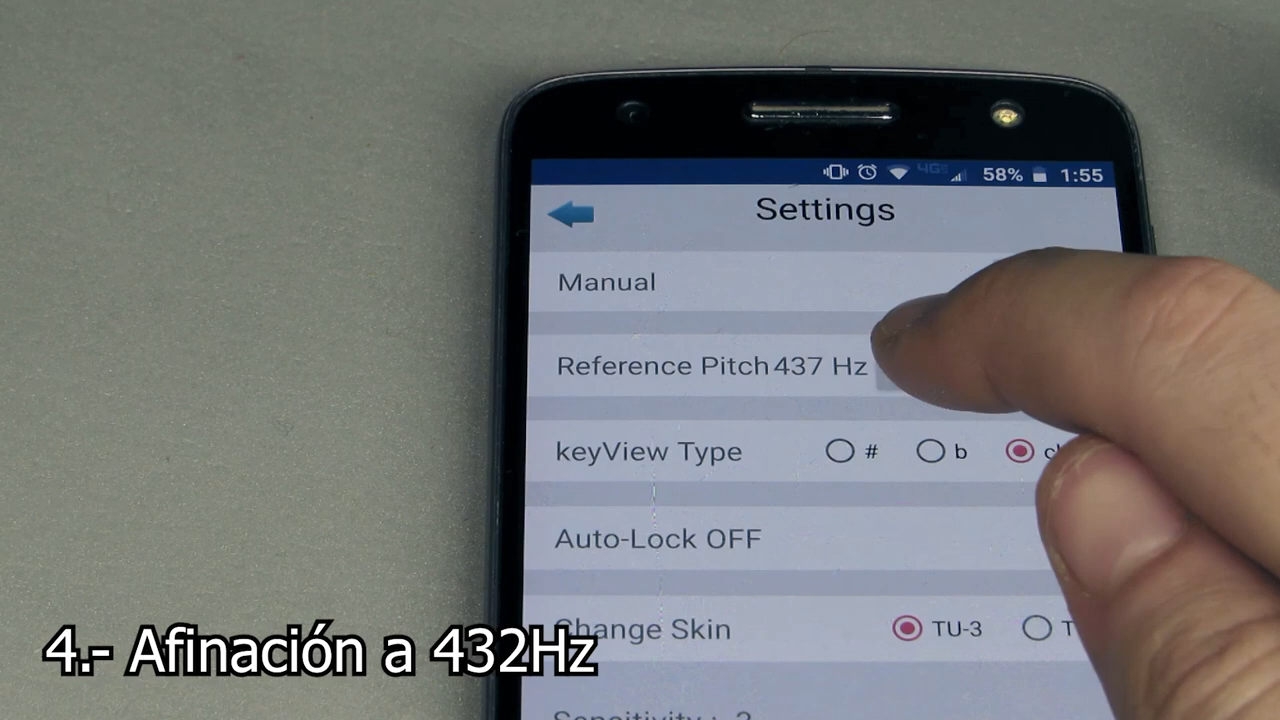 58% 1:55
Settings
Manual
Reference Pitch 437 Hz
keyView Type # b
Auto-Lock OFF
Change Skin TU-3
4.- Afinación a 432Hz